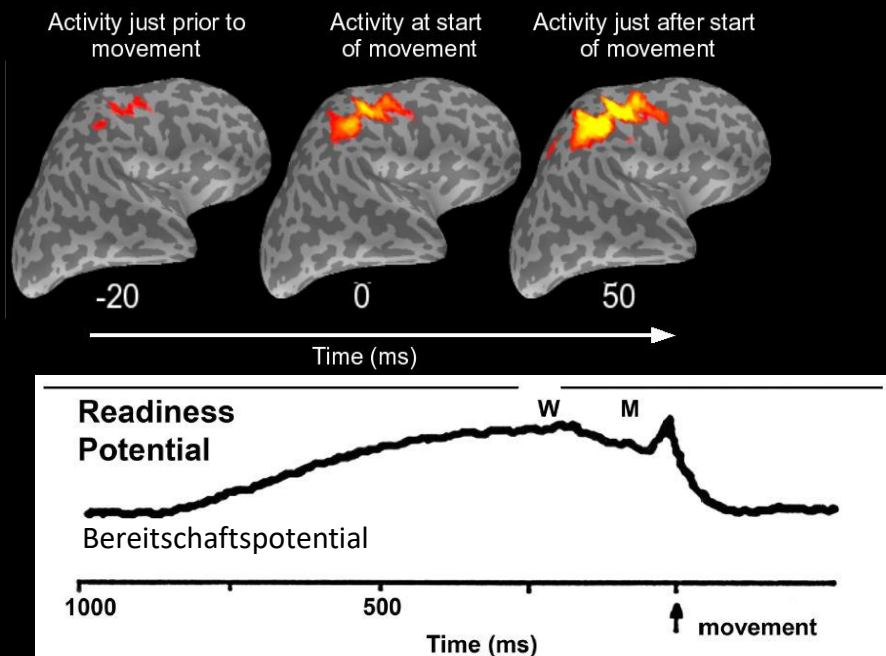 Activity just prior to
movement
Activity at start
of movement
Activity just after start
of movement
-20
0
50
Time (ms)
Readiness
Potential
W
M
Bereitschaftspotential
1000
500
movement
Time (ms)